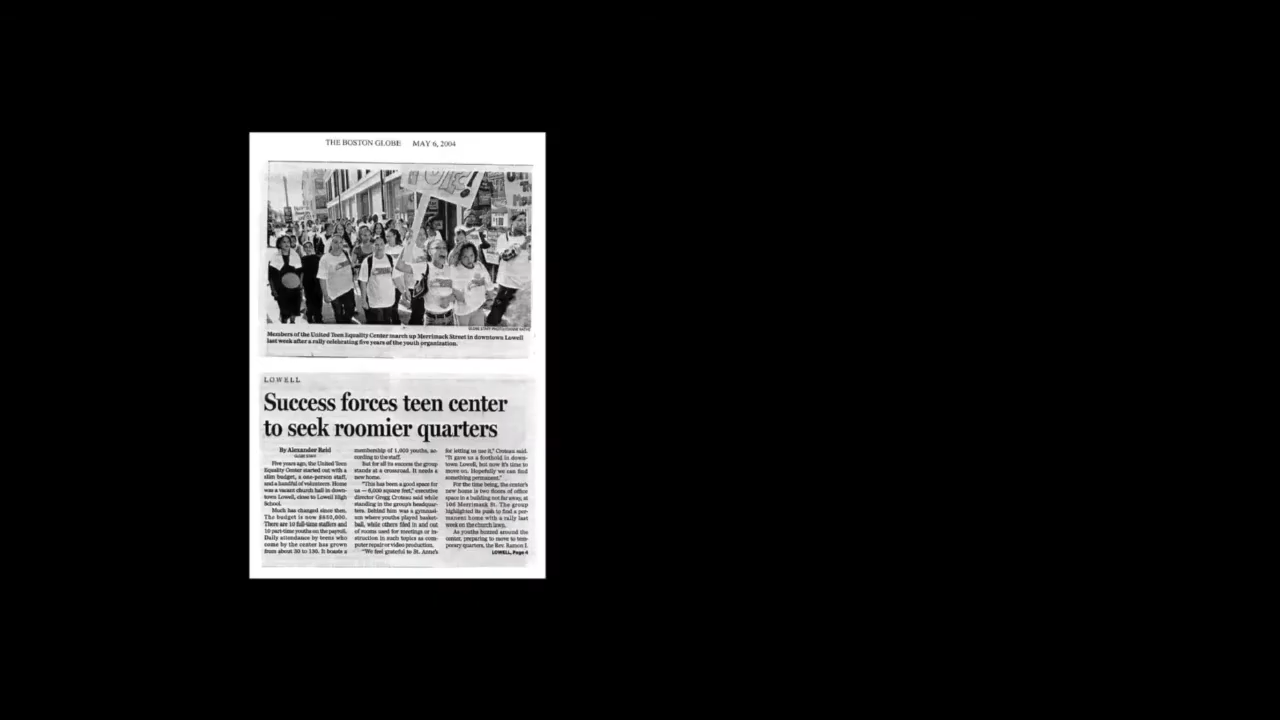 THE BOSTON GLOBE MAY 6, 2004
Members of the United Teen Equality Center march up Merrimack Street in downtown Lowell
last week after a rally celebrating five years of the youth organization.
LOWELL
Success forces teen center
to seek roomier quarters
By Alexander Reid
GLOBE STAFF
Five years ago, the United Teen
Equality Center started out with a
slim budget, a one-person staff,
and a handful of volunteers. Home
was a vacant church hall in down-
town Lowell, close to Lowell High
School.
Much has changed since then.
The budget is now
There are 10 full-time staffers and
10 part-time youths on the payroll.
Daily attendance by teens who
come by the center has grown
from about 30 to 130. It boasts a
membership of 1,000 youths, ac-
cording to the staff.
But for all its success the group
stands at a crossroad. It needs a
new home.
"This has been a good space for
us — 6,000 square feet," executive
director Gregg Croteau said while
standing in the group's headquar-
ters. Behind him was a gymnasi-
um where youths played basket-
ball, while others filed in and out
of rooms used for meetings or in-
struction in such topics as com-
puter repair or video production.
"We feel grateful to St. Anne's
for letting us use it," Croteau said.
"It gave us a foothold in down-
town Lowell, but now it's time to
move on. Hopefully we can find
something permanent."
For the time being, the center's
new home is two floors of office
space in a building not far away, at
106 Merrimack St. The group
highlighted its push to find a per-
manent home with a rally last
week on the church lawn.
As youths bustled around the
center, preparing to move to tem-
porary quarters, the Rev. Ramon I.
LOWELL, Page 4